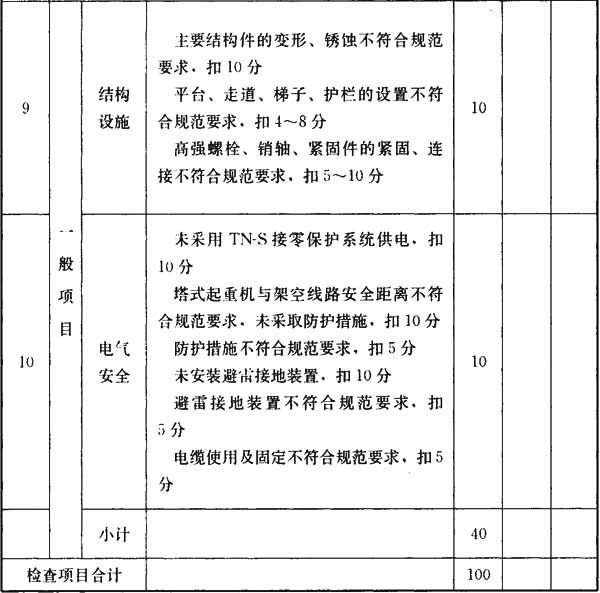 主要结构件的变形、锈蚀不符合规范
要求,扣10分
平台、走道、梯子、护栏的设置不符
合规范要求,扣4～8分
高强螺栓、销轴、紧固件的紧固、连
接不符合规范要求,扣5～10分
9
结构
设施
10
一
般
项
目
未采用TN-S接零保护系统供电,扣
10分
塔式起重机与架空线路安全距离不符
合规范要求,未采取防护措施,扣10分
防护措施不符合规范要求,扣5分
未安装避雷接地装置,扣10分
避雷接地装置不符合规范要求,扣
5分
电缆使用及固定不符合规范要求,扣5
分
10
电气
安全
10
小计
40
检查项目合计
100